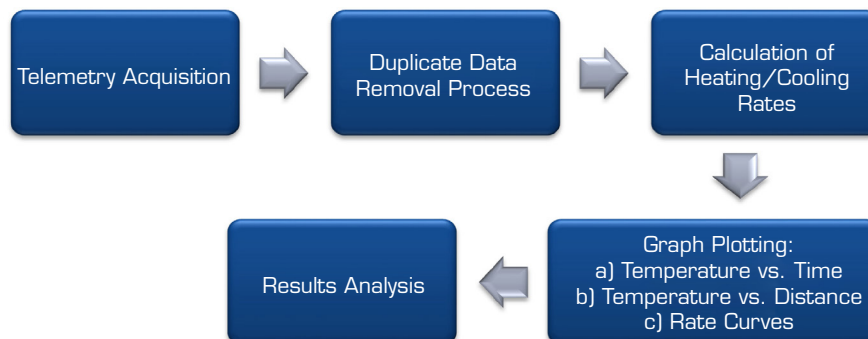 Telemetry Acquisition
Duplicate Data
Removal Process
Calculation of
Heating/Cooling
Rates
Graph Plotting:
a) Temperature vs. Time
b) Temperature vs. Distance
c) Rate Curves
Results Analysis